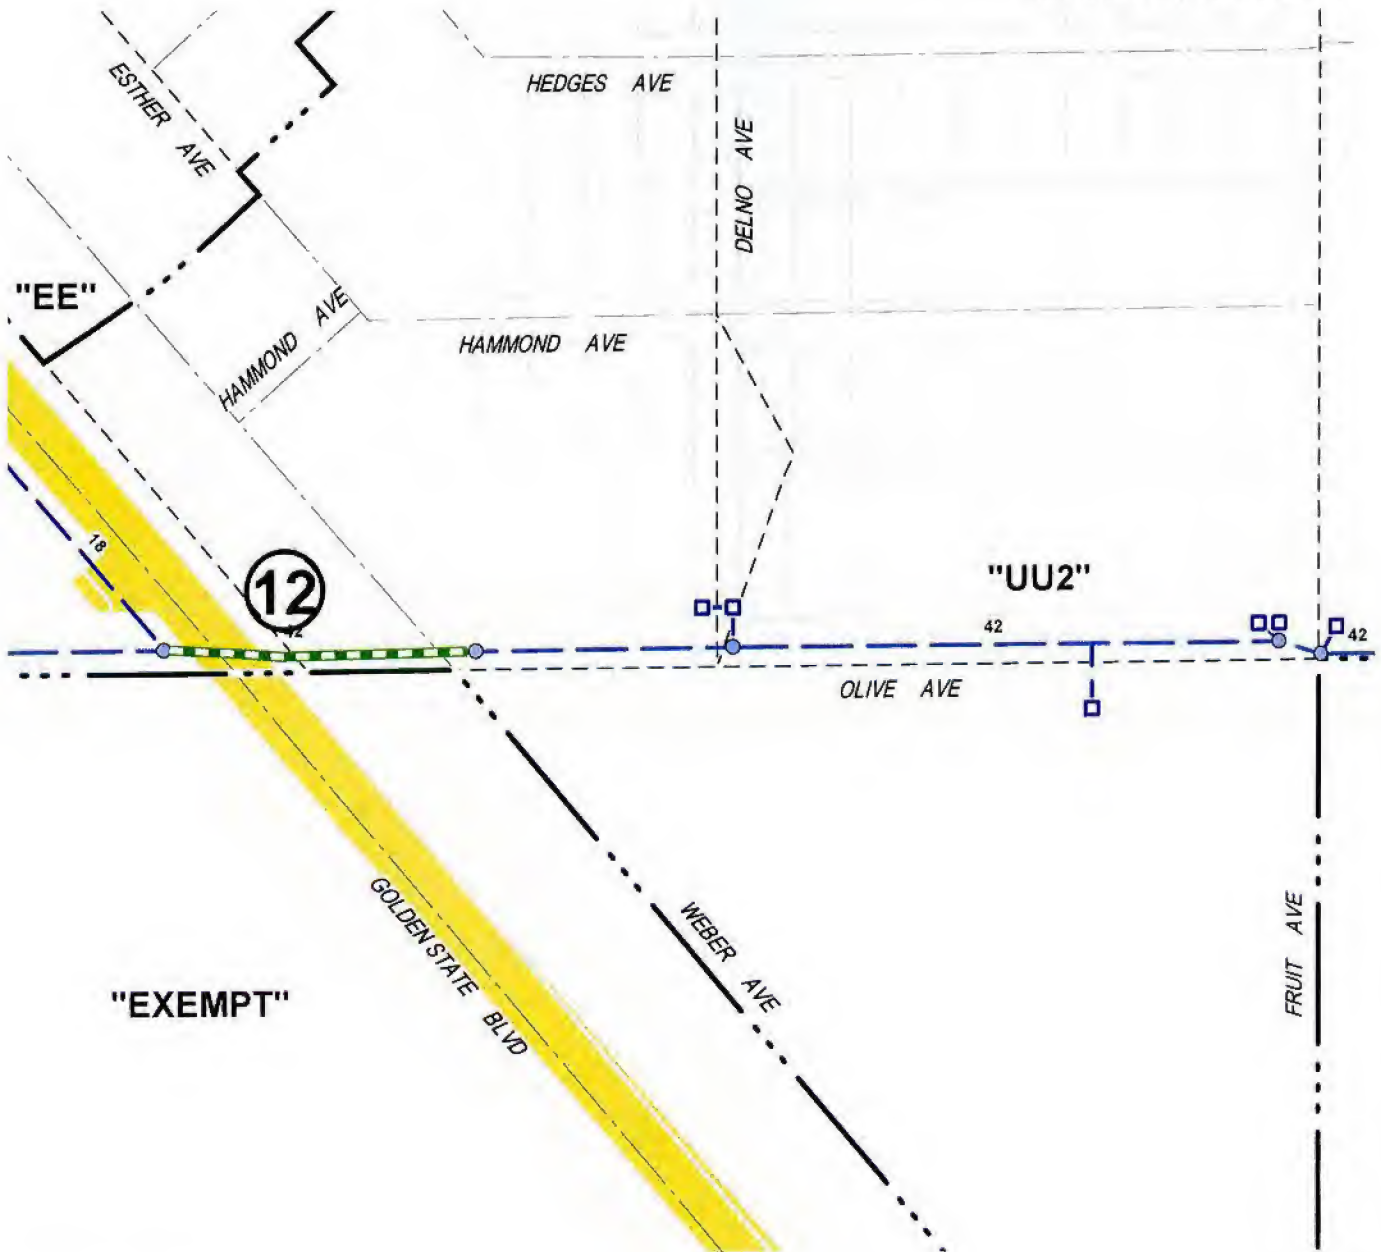 HEDGES AVE
ESTHER AVE
DELNO AVE
"EE"
HAMMOND AVE
HAMMOND AVE
18
12
"UU2"
42
42
42
OLIVE AVE
GOLDEN STATE BLVD
WEBER AVE
FRUIT AVE
"EXEMPT"